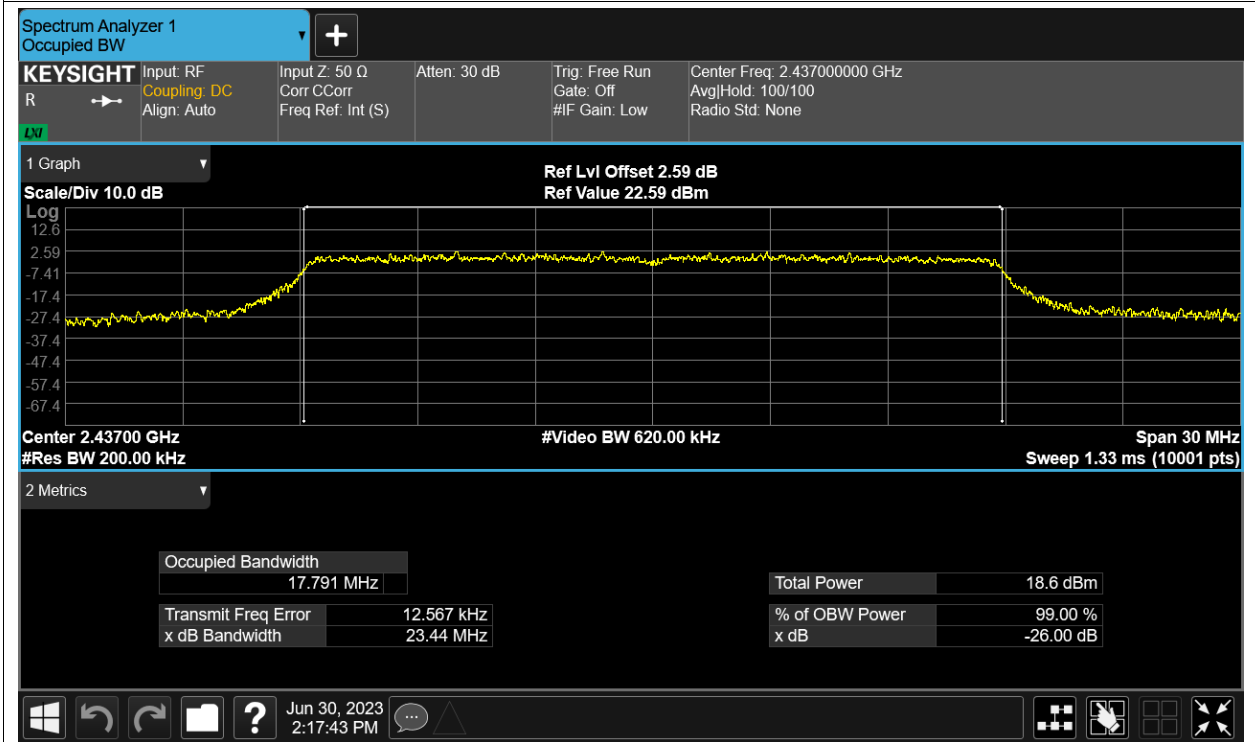 Spectrum Analyzer 1
Occupied BW
KEYSIGHT
R
LXI
Input: RF
Coupling: DC
Align: Auto
Input Z: 50 Ω
Corr CCorr
Freq Ref: Int (S)
Atten: 30 dB
Trig: Free Run
Gate: Off
#IF Gain: Low
Center Freq: 2.437000000 GHz
Avg|Hold: 100/100
Radio Std: None
1 Graph
Scale/Div 10.0 dB
Ref Lvl Offset 2.59 dB
Ref Value 22.59 dBm
Log
12.6
2.59
-7.41
-17.4
-27.4
-37.4
-47.4
-57.4
-67.4
Center 2.43700 GHz
#Video BW 620.00 kHz
Span 30 MHz
#Res BW 200.00 kHz
Sweep 1.33 ms (10001 pts)
2 Metrics
Occupied Bandwidth
17.791 MHz
Transmit Freq Error 12.567 kHz
x dB Bandwidth 23.44 MHz
Total Power 18.6 dBm
% of OBW Power 99.00 %
x dB -26.00 dB
?
Jun 30, 2023
2:17:43 PM